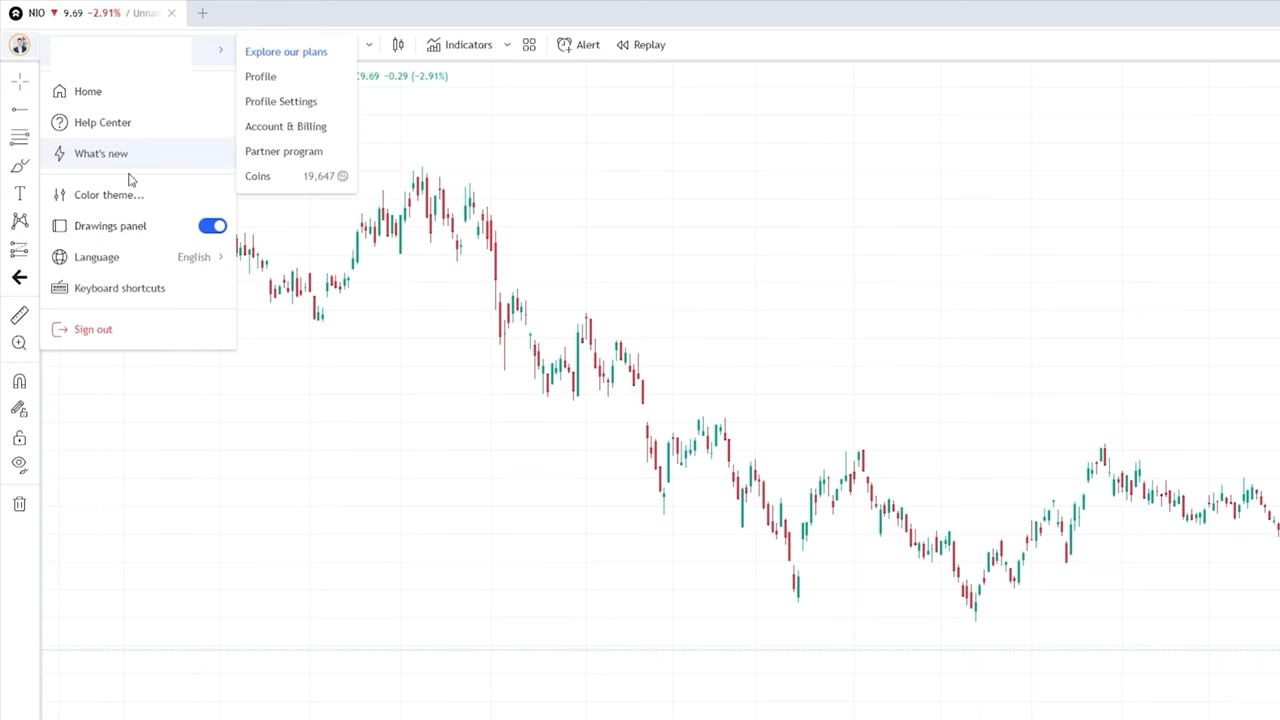 NIO ▼ 9.69 −2.91% / Unnam
Explore our plans
Indicators
Alert
Replay
Profile
9.69 −0.29 (−2.91%)
Home
Profile Settings
Help Center
Account & Billing
What's new
Partner program
Coins 19,647
Color theme...
Drawings panel
Language English
Keyboard shortcuts
Sign out